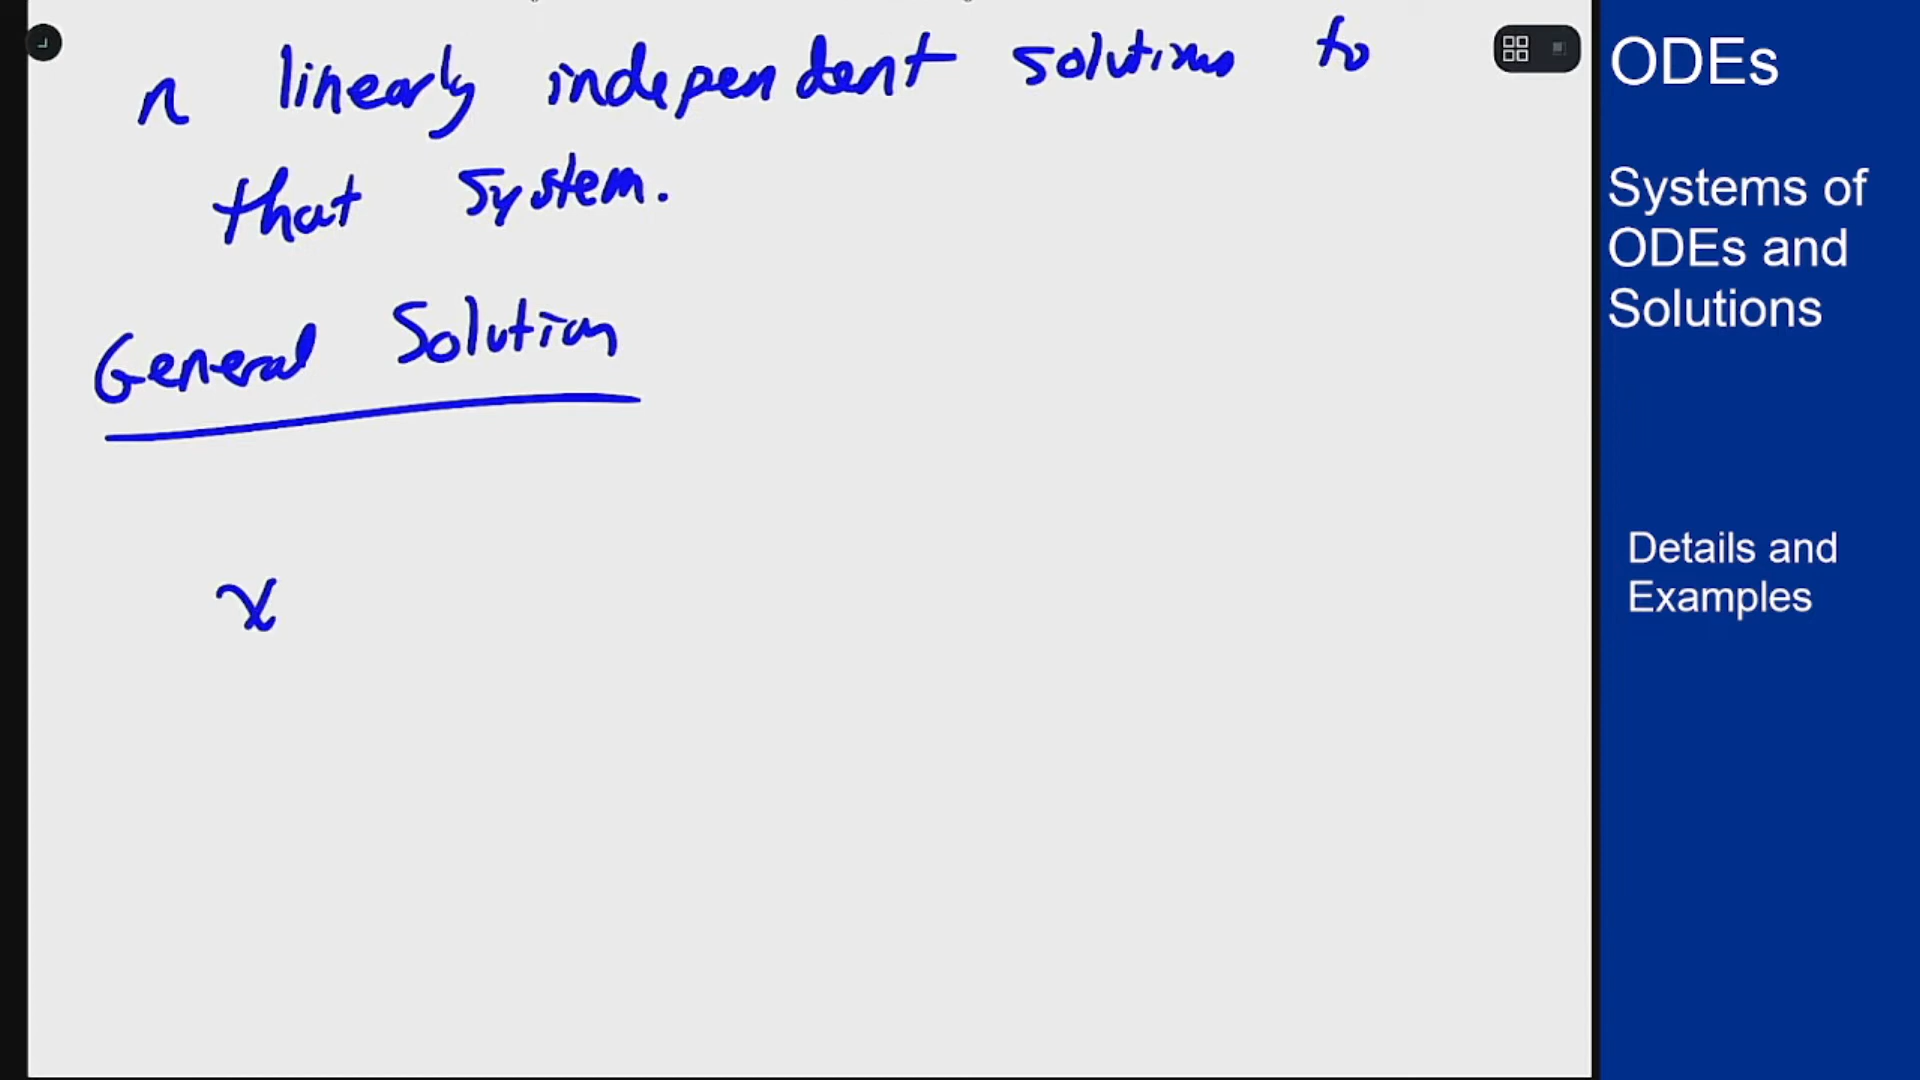 n linearly independent solutions to
that system.
General Solution
x
ODEs
Systems of
ODEs and
Solutions
Details and
Examples